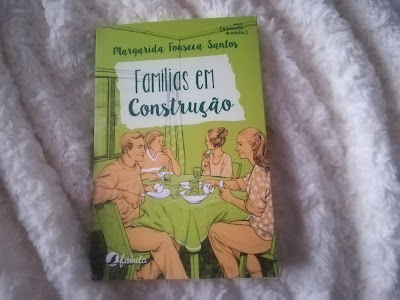 Margarida Fonseca Santos
Famílias em
Construção
fábula